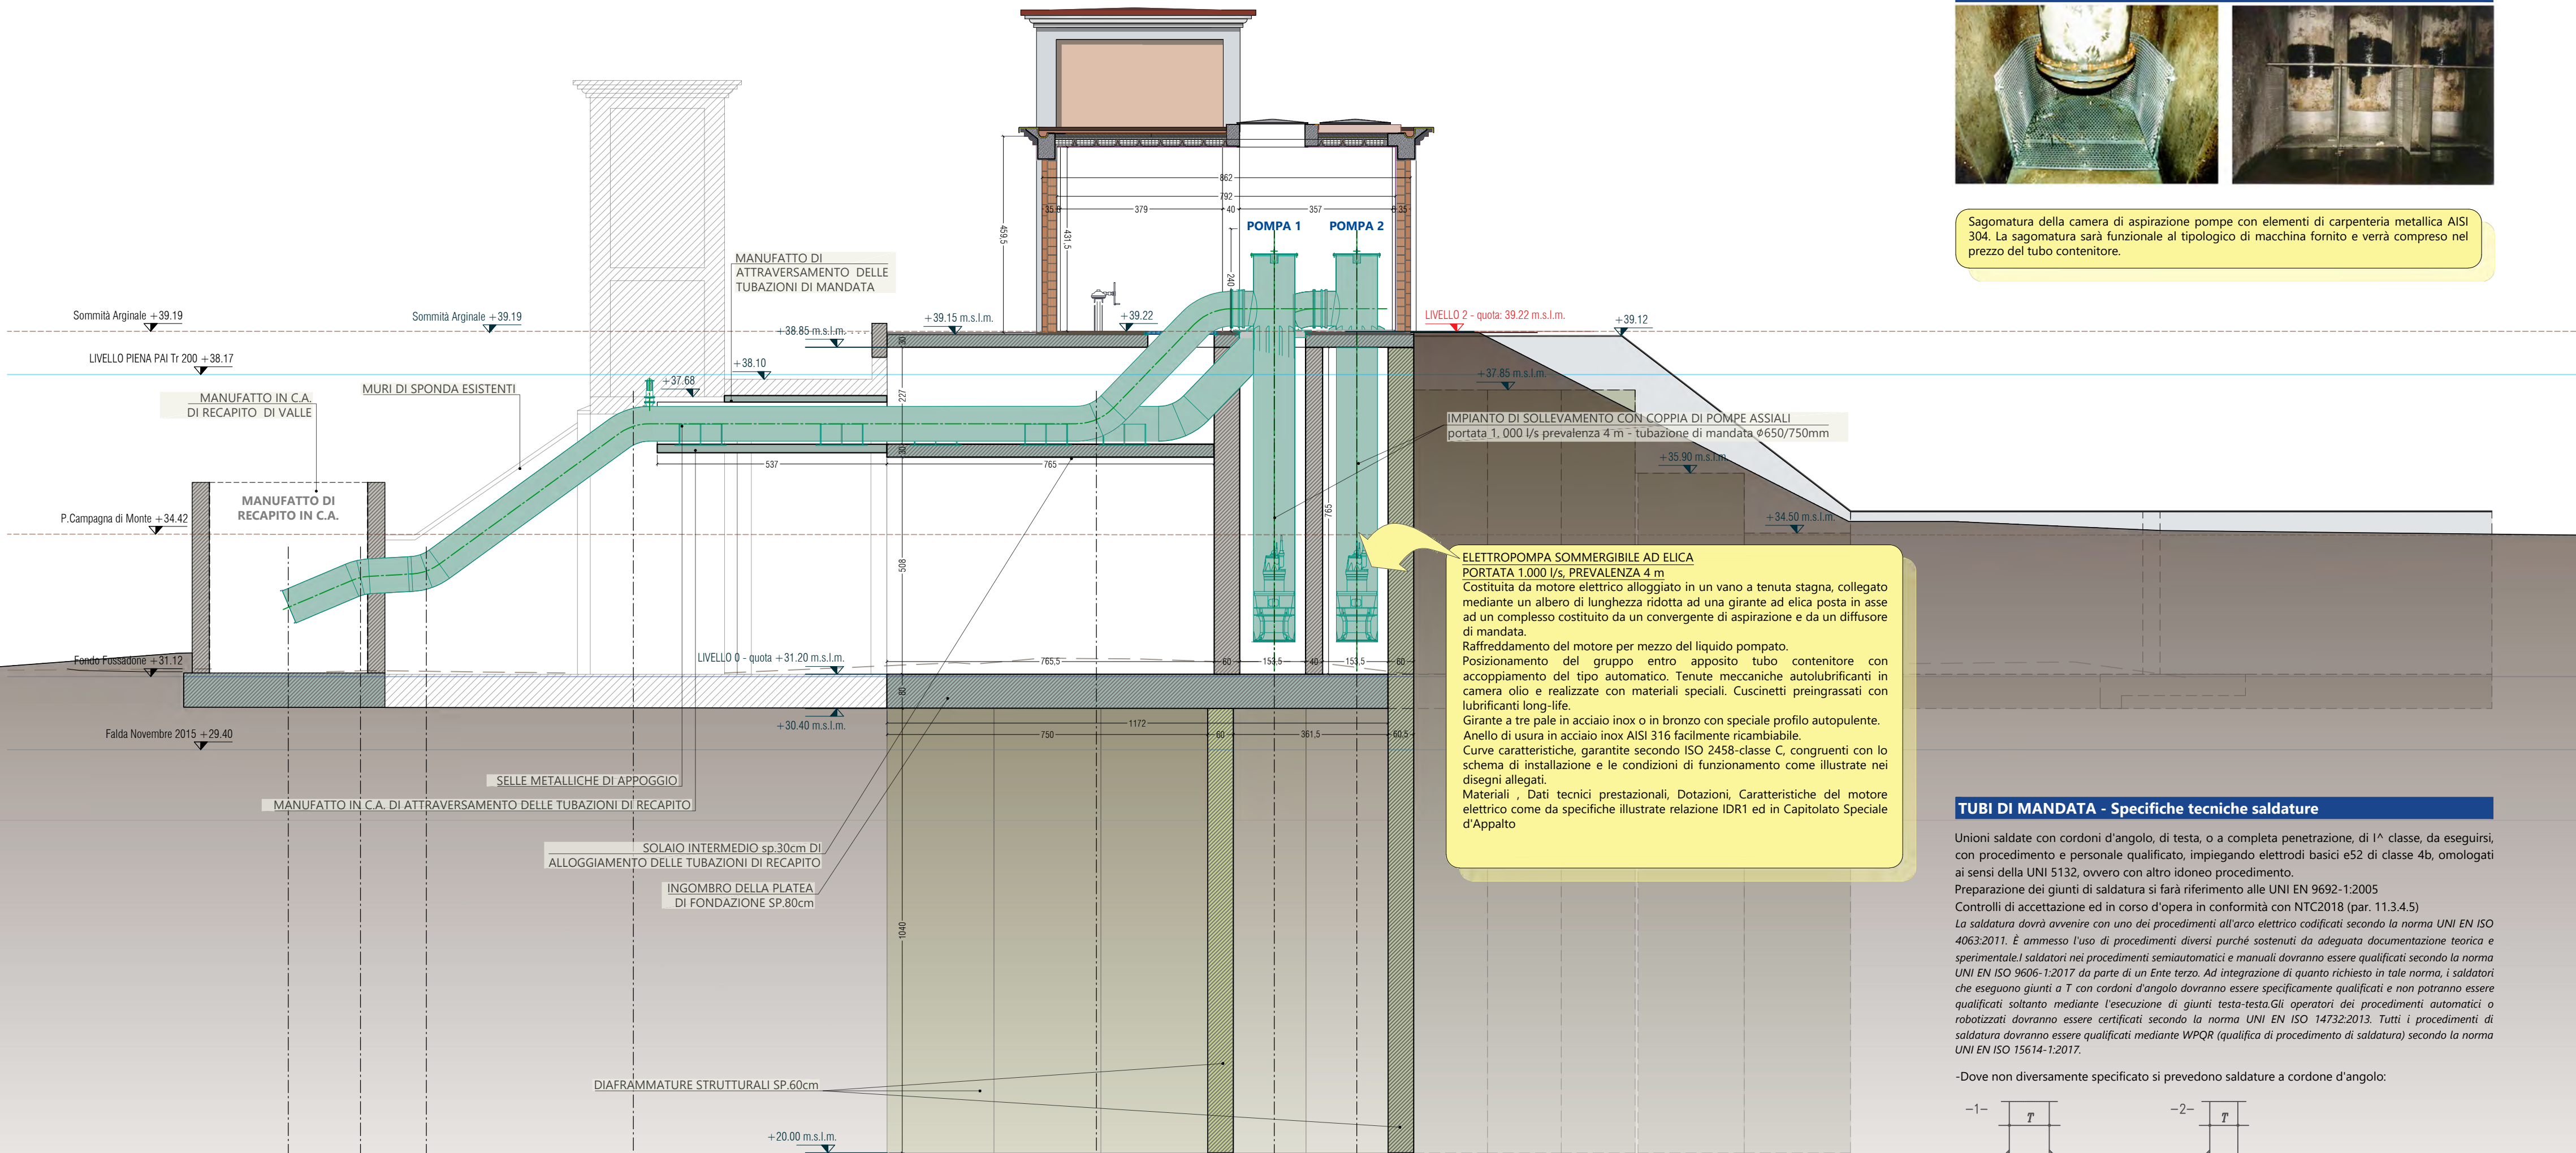 862
792
35
379
40
357
35
POMPA 1
POMPA 2
459,5
431,5
240
Sagomatura della camera di aspirazione pompe con elementi di carpenteria metallica AISI
304. La sagomatura sarà funzionale al tipologico di macchina fornito e verrà compreso nel
prezzo del tubo contenitore.
MANUFATTO DI
ATTRAVERSAMENTO DELLE
TUBAZIONI DI MANDATA
Sommità Arginale +39.19
Sommità Arginale +39.19
+38.85 m.s.l.m.
+39.15 m.s.l.m.
+39.22
LIVELLO 2 - quota: 39.22 m.s.l.m.
+39.12
LIVELLO PIENA PAI Tr 200 +38.17
+38.10
30
+37.68
+37.85 m.s.l.m.
MANUFATTO IN C.A.
DI RECAPITO DI VALLE
MURI DI SPONDA ESISTENTI
227
IMPIANTO DI SOLLEVAMENTO CON COPPIA DI POMPE ASSIALI
portata 1. 000 l/s prevalenza 4 m - tubazione di mandata φ650/750mm
30
537
765
+35.90 m.s.l.m.
MANUFATTO DI
RECAPITO IN C.A.
P.Campagna di Monte +34.42
765
+34.50 m.s.l.m.
508
ELETTROPOMPA SOMMERGIBILE AD ELICA
PORTATA 1.000 l/s, PREVALENZA 4 m
Costituita da motore elettrico alloggiato in un vano a tenuta stagna, collegato
mediante un albero di lunghezza ridotta ad una girante ad elica posta in asse
ad un complesso costituito da un convergente di aspirazione e da un diffusore
di mandata.
Raffreddamento del motore per mezzo del liquido pompato.
Posizionamento del gruppo entro apposito tubo contenitore con
accoppiamento del tipo automatico. Tenute meccaniche autolubrificanti in
camera olio e realizzate con materiali speciali. Cuscinetti preingrassati con
lubrificanti long-life.
Girante a tre pale in acciaio inox o in bronzo con speciale profilo autopulente.
Anello di usura in acciaio inox AISI 316 facilmente ricambiabile.
Curve caratteristiche, garantite secondo ISO 2458-classe C, congruenti con lo
schema di installazione e le condizioni di funzionamento come illustrate nei
disegni allegati.
Materiali , Dati tecnici prestazionali, Dotazioni, Caratteristiche del motore
elettrico come da specifiche illustrate relazione IDR1 ed in Capitolato Speciale
d'Appalto
Fondo Fossadone +31.12
LIVELLO 0 - quota +31.20 m.s.l.m.
765,5
60
153,5
40
153,5
60
80
+30.40 m.s.l.m.
1172
Falda Novembre 2015 +29.40
750
60
361,5
60,5
SELLE METALLICHE DI APPOGGIO
MANUFATTO IN C.A. DI ATTRAVERSAMENTO DELLE TUBAZIONI DI RECAPITO
SOLAIO INTERMEDIO sp.30cm DI
ALLOGGIAMENTO DELLE TUBAZIONI DI RECAPITO
INGOMBRO DELLA PLATEA
DI FONDAZIONE SP.80cm
1040
DIAFRAMMATURE STRUTTURALI SP.60cm
+20.00 m.s.l.m.
TUBI DI MANDATA - Specifiche tecniche saldature
Unioni saldate con cordoni d'angolo, di testa, o a completa penetrazione, di I^ classe, da eseguirsi,
con procedimento e personale qualificato, impiegando elettrodi basici e52 di classe 4b, omologati
ai sensi della UNI 5132, ovvero con altro idoneo procedimento.
Preparazione dei giunti di saldatura si farà riferimento alle UNI EN 9692-1:2005
Controlli di accettazione ed in corso d'opera in conformità con NTC2018 (par. 11.3.4.5)
La saldatura dovrà avvenire con uno dei procedimenti all'arco elettrico codificati secondo la norma UNI EN ISO
4063:2011. È ammesso l'uso di procedimenti diversi purché sostenuti da adeguata documentazione teorica e
sperimentale.I saldatori nei procedimenti semiautomatici e manuali dovranno essere qualificati secondo la norma
UNI EN ISO 9606-1:2017 da parte di un Ente terzo. Ad integrazione di quanto richiesto in tale norma, i saldatori
che eseguono giunti a T con cordoni d'angolo dovranno essere specificamente qualificati e non potranno essere
qualificati soltanto mediante l'esecuzione di giunti testa-testa.Gli operatori dei procedimenti automatici o
robotizzati dovranno essere certificati secondo la norma UNI EN ISO 14732:2013. Tutti i procedimenti di
saldatura dovranno essere qualificati mediante WPQR (qualifica di procedimento di saldatura) secondo la norma
UNI EN ISO 15614-1:2017.
-Dove non diversamente specificato si prevedono saldature a cordone d'angolo:
-1-
T
-2-
T